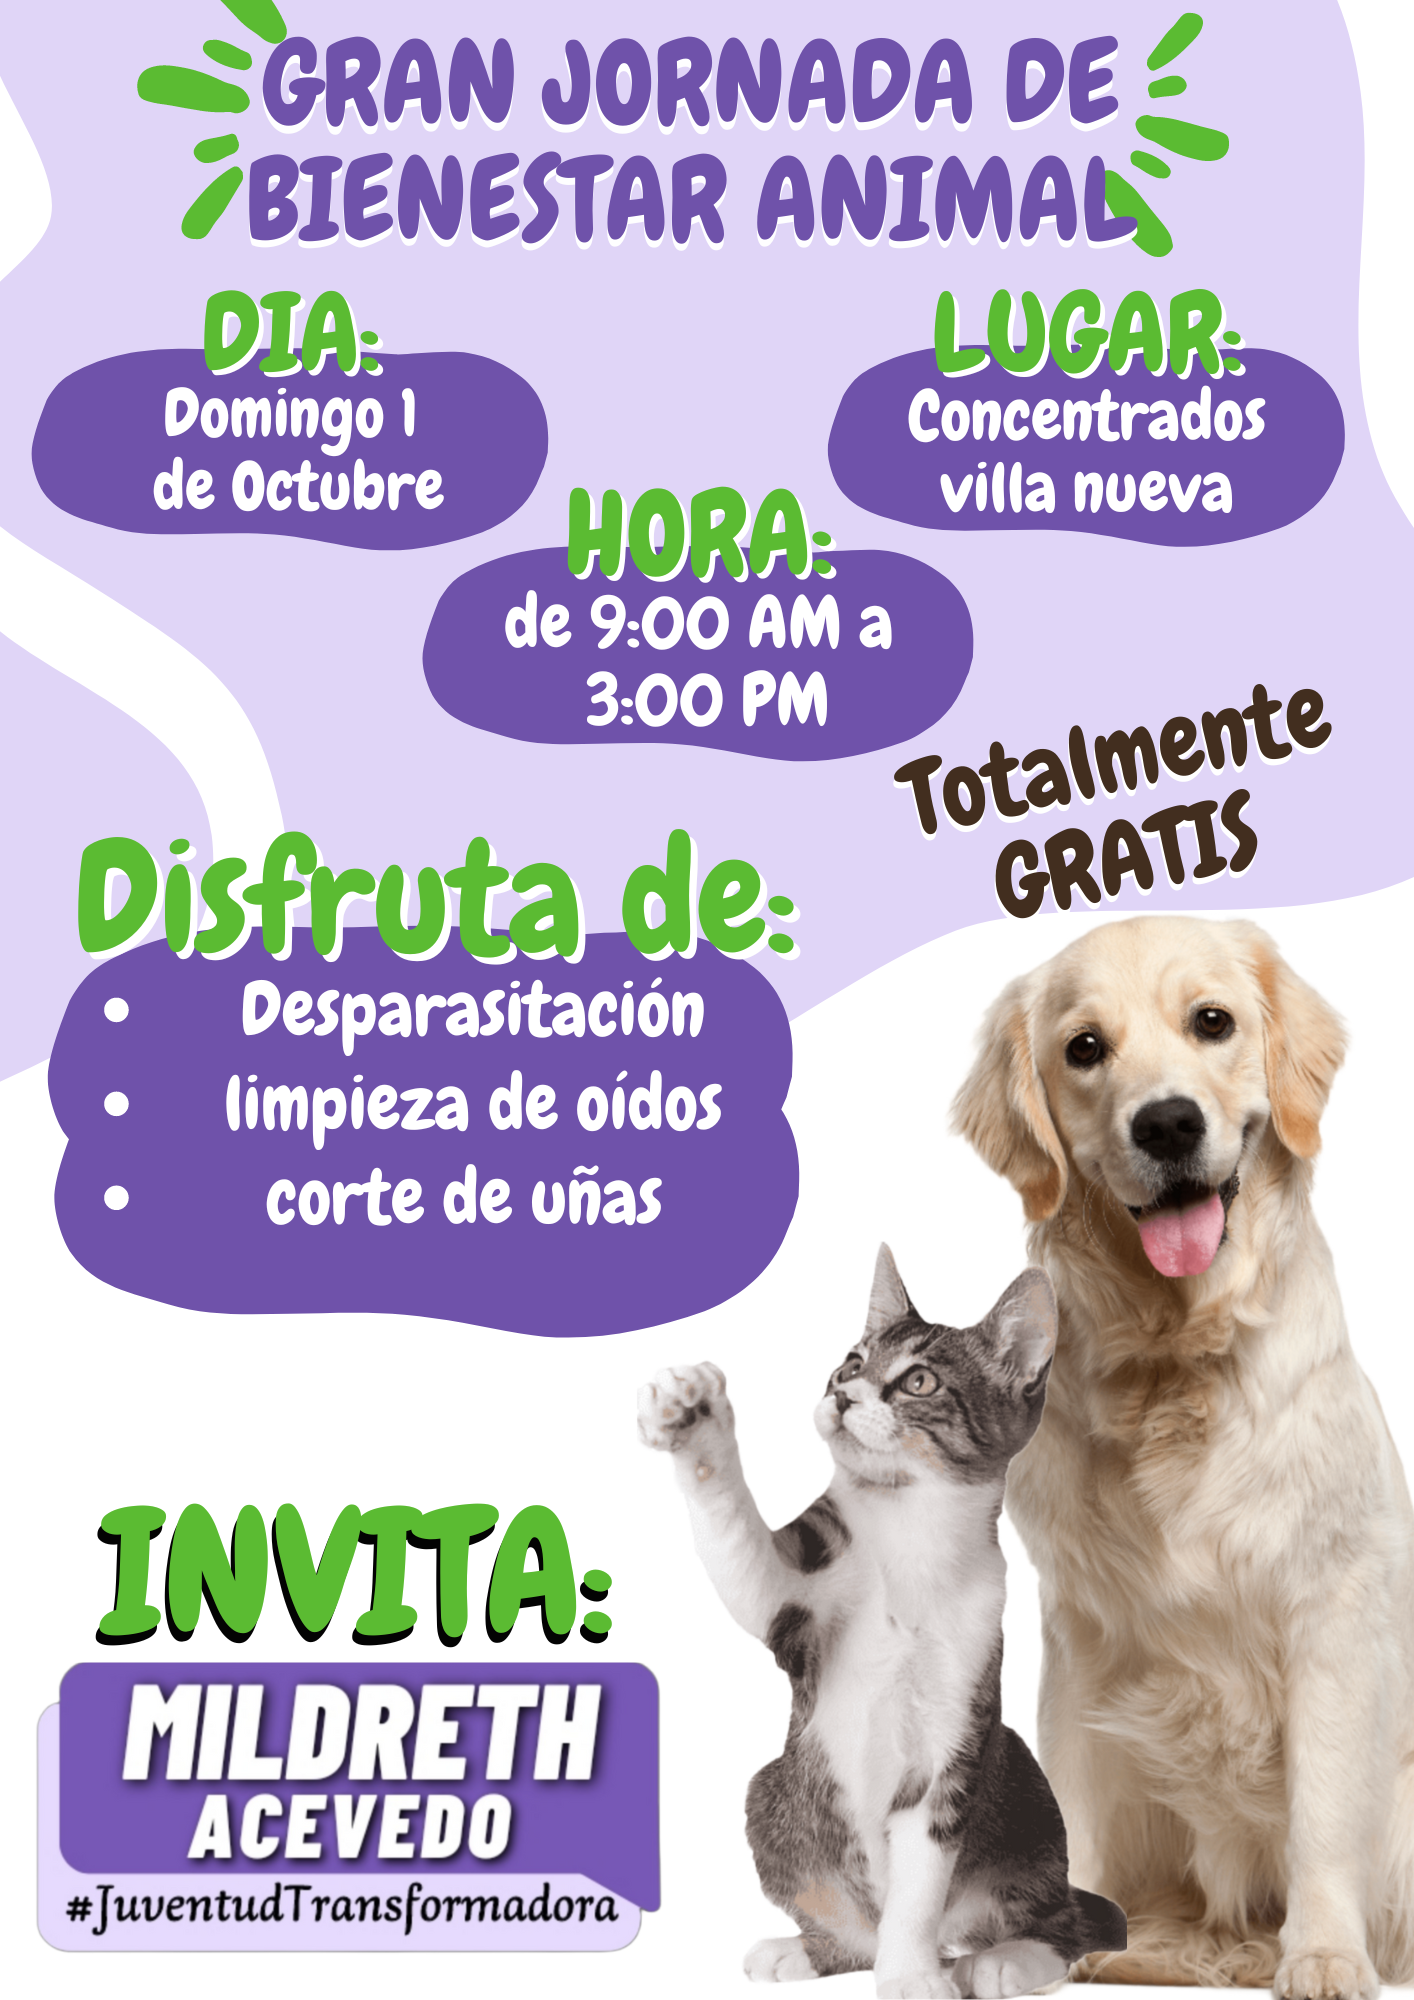 GRAN JORNADA DE
BIENESTAR ANIMAL
DIA:
Domingo 1
de Octubre
LUGAR:
Concentrados
villa nueva
HORA:
de 9:00 AM a
3:00 PM
Totalmente
GRATIS
Disfruta de:
• Desparasitación
• limpieza de oídos
• corte de uñas
INVITA:
MILDRETH
ACEVEDO
#JuventudTransformadora